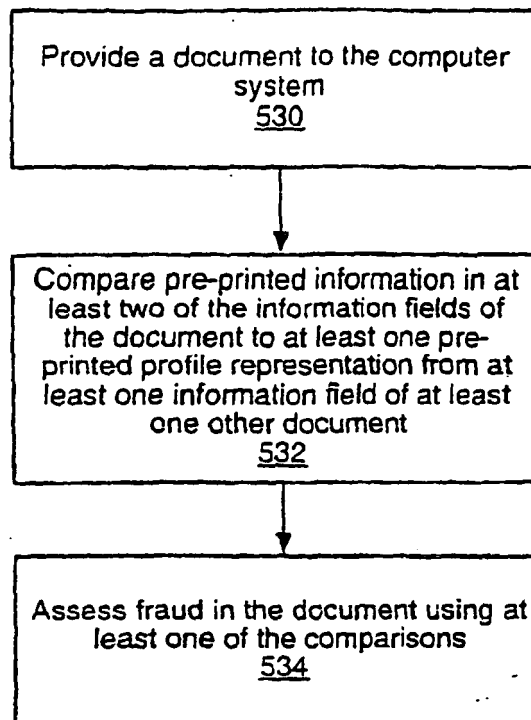 Provide a document to the computer
system
530
Compare pre-printed information in at
least two of the information fields of
the document to at least one pre-
printed profile representation from at
least one information field of at least
one other document
532
Assess fraud in the document using at
least one of the comparisons
534